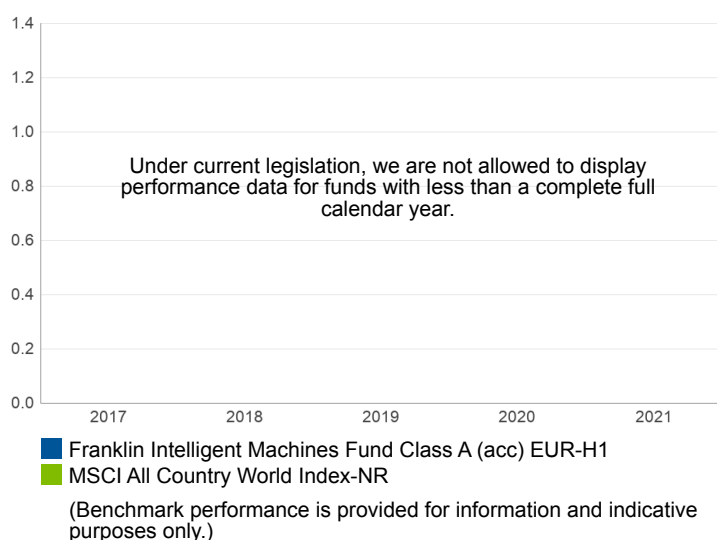 1.4
1.2
1.0
Under current legislation, we are not allowed to display
performance data for funds with less than a complete full
calendar year.
0.8
0.6
0.4
0.2
0.0
2017 2018 2019 2020 2021
Franklin Intelligent Machines Fund Class A (acc) EUR-H1
MSCI All Country World Index-NR
(Benchmark performance is provided for information and indicative
purposes only.)